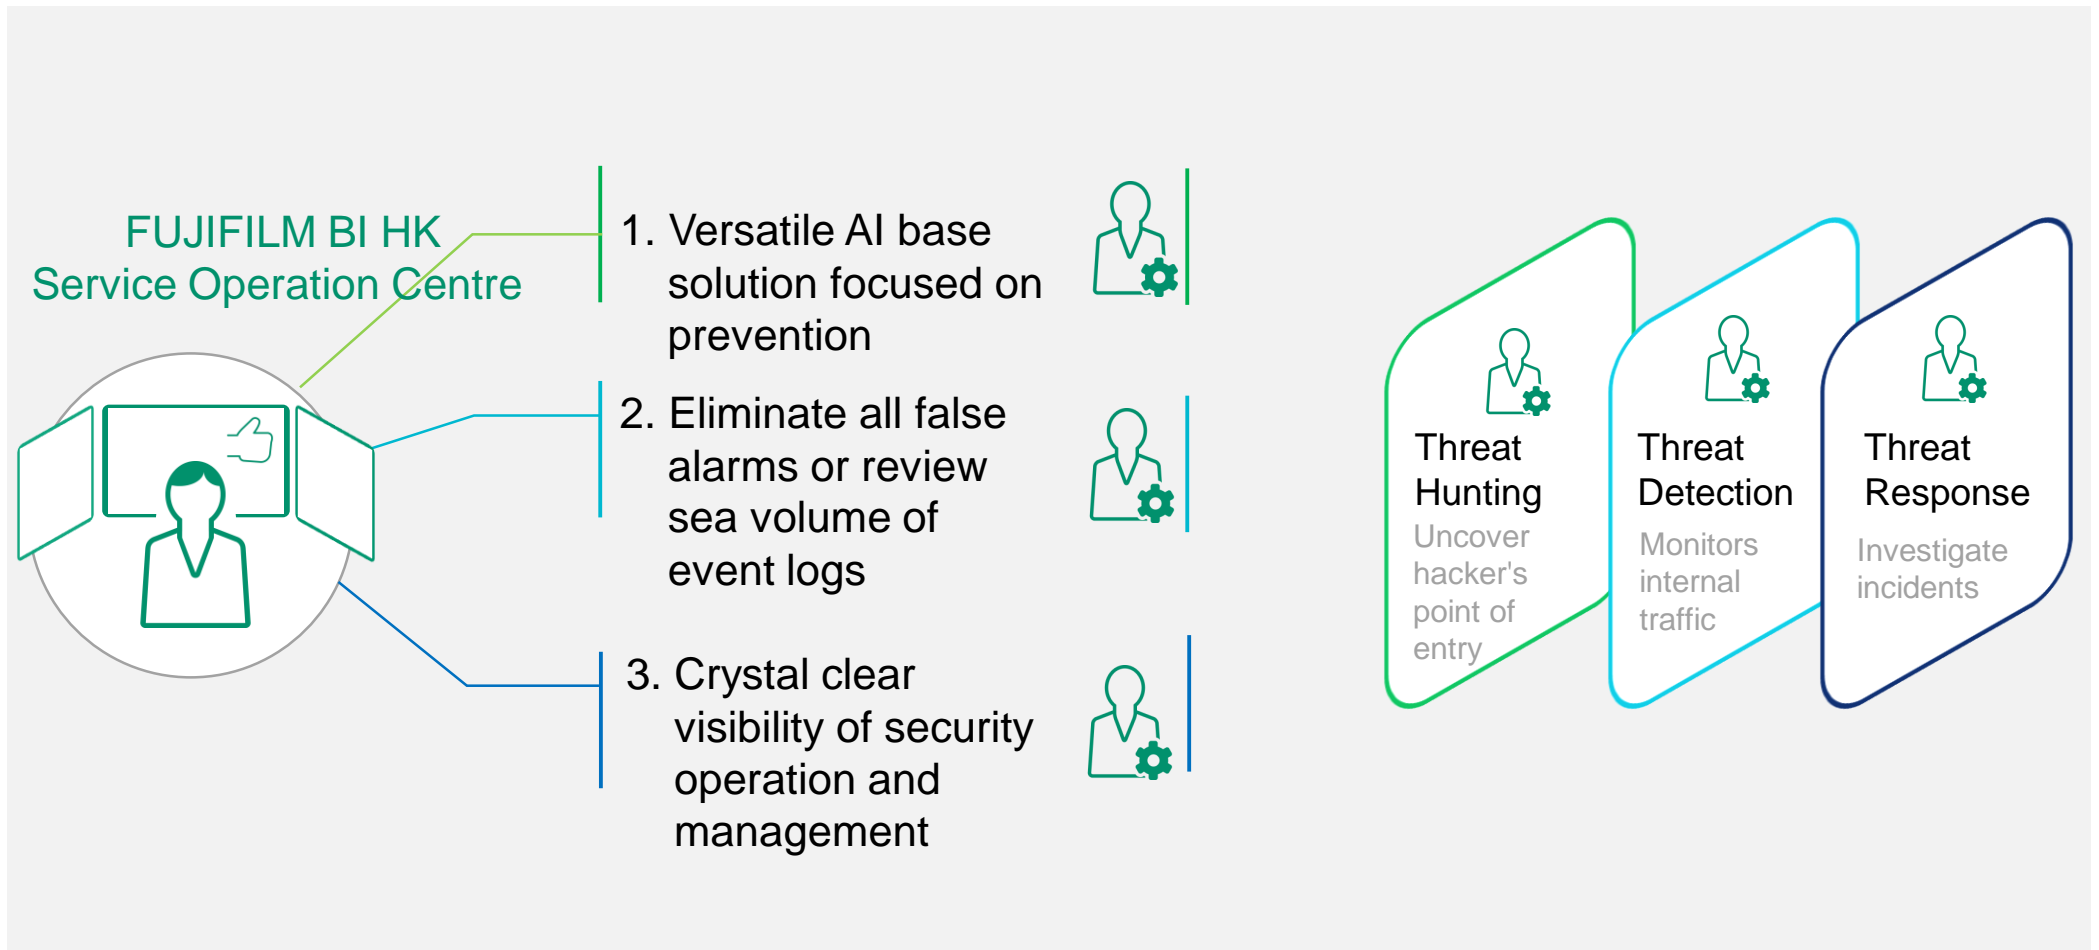 FUJIFILM BI HK
Service Operation Centre
1. Versatile AI base
solution focused on
prevention
2. Eliminate all false
alarms or review
sea volume of
event logs
3. Crystal clear
visibility of security
operation and
management
Threat
Hunting
Uncover
hacker's
point of
entry
Threat
Detection
Monitors
internal
traffic
Threat
Response
Investigate
incidents